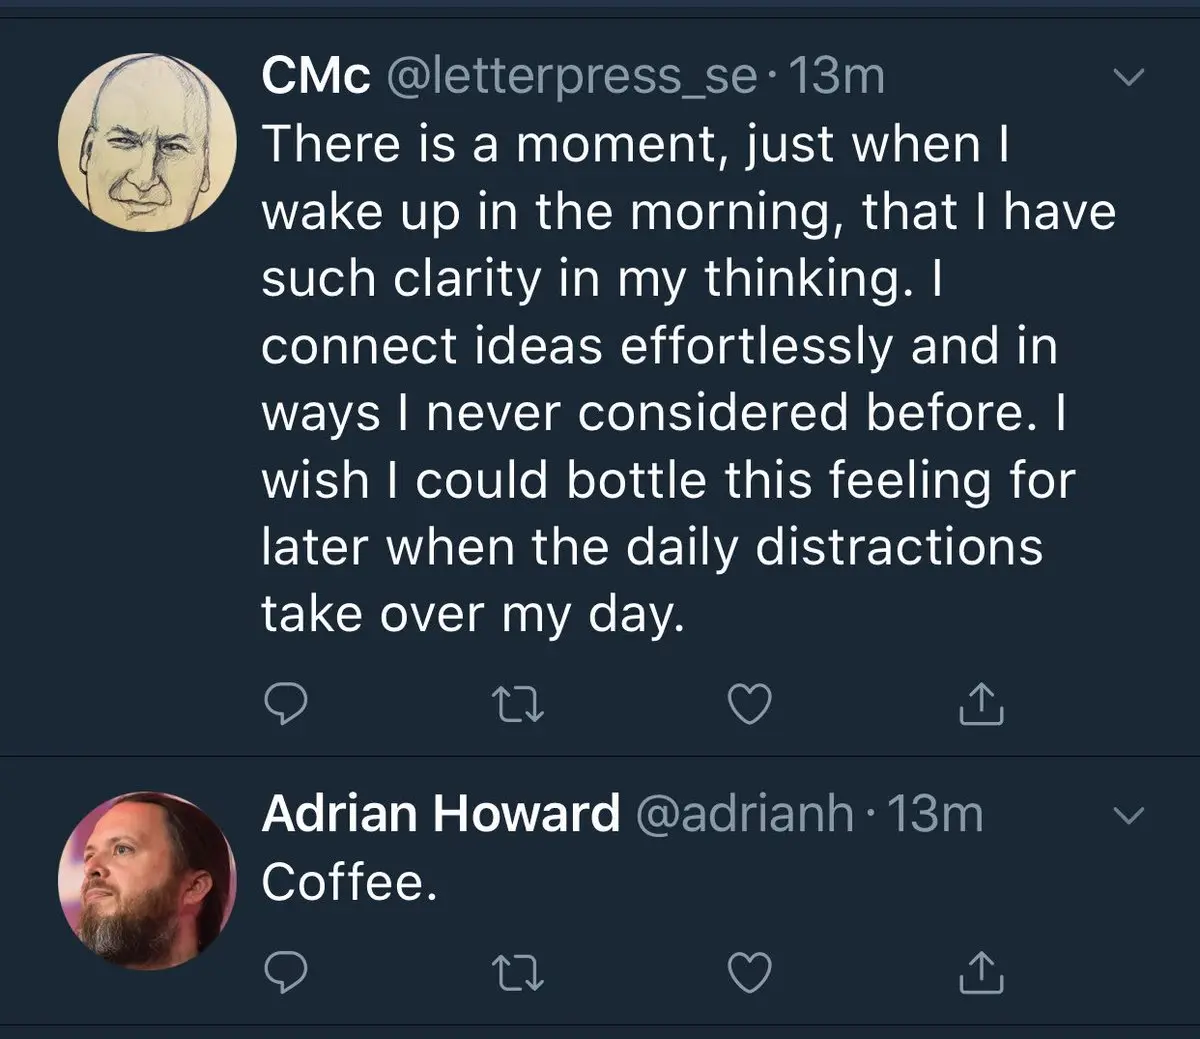 CMc @letterpress_se · 13m
There is a moment, just when I
wake up in the morning, that I have
such clarity in my thinking. I
connect ideas effortlessly and in
ways I never considered before. I
wish I could bottle this feeling for
later when the daily distractions
take over my day.
Adrian Howard @adrianh · 13m
Coffee.